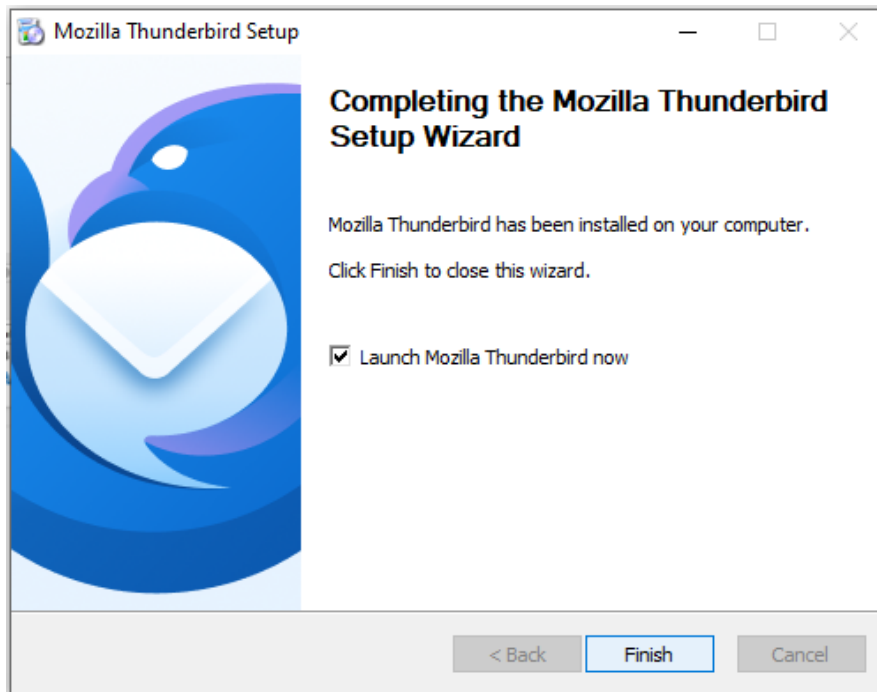 Mozilla Thunderbird Setup
Completing the Mozilla Thunderbird
Setup Wizard
Mozilla Thunderbird has been installed on your computer.
Click Finish to close this wizard.
Launch Mozilla Thunderbird now
< Back
Finish
Cancel